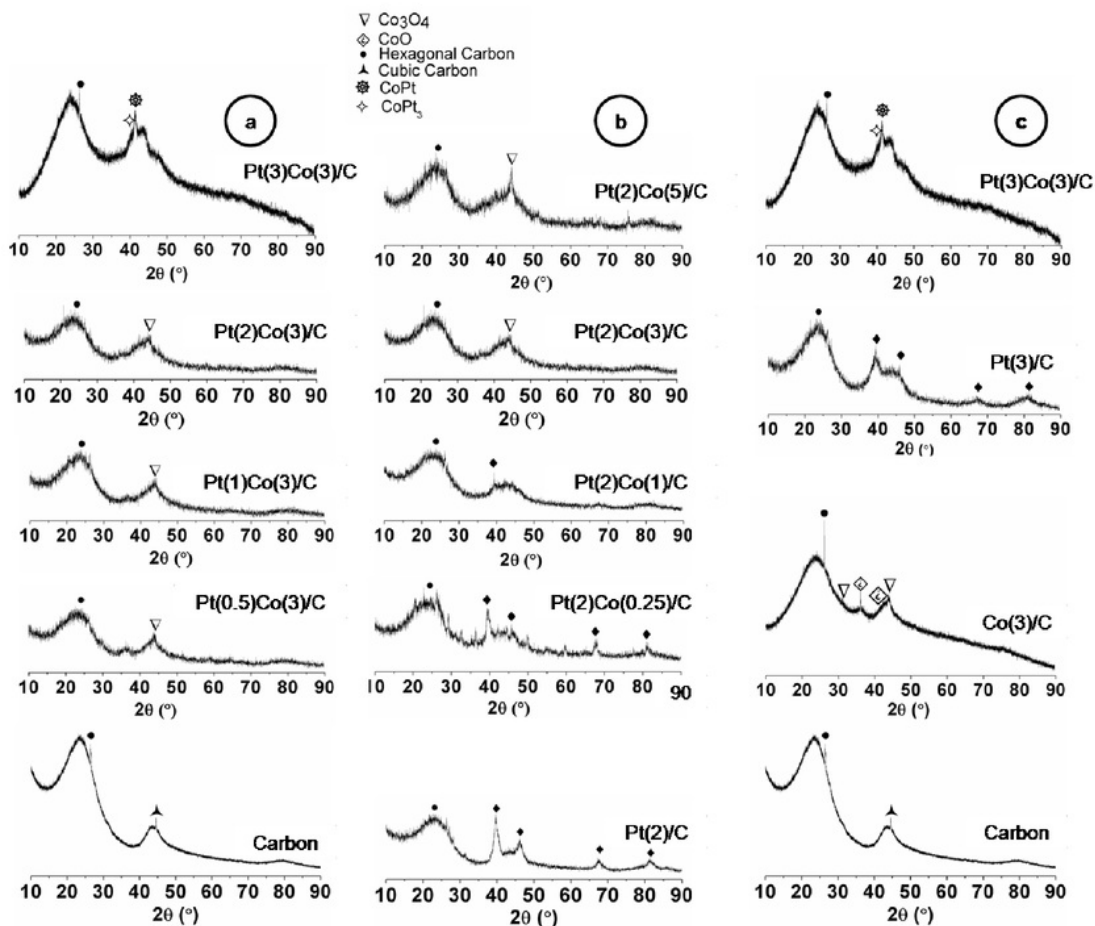 Co₃O₄
CoO
Hexagonal Carbon
Cubic Carbon
CoPt
CoPt₃
a
Pt(3)Co(3)/C
10 20 30 40 50 60 70 80 90
2θ (°)
Pt(2)Co(3)/C
10 20 30 40 50 60 70 80 90
2θ (°)
Pt(1)Co(3)/C
10 20 30 40 50 60 70 80 90
2θ (°)
Pt(0.5)Co(3)/C
10 20 30 40 50 60 70 80 90
2θ (°)
Carbon
10 20 30 40 50 60 70 80 90
2θ (°)
b
Pt(2)Co(5)/C
10 20 30 40 50 60 70 80 90
2θ (°)
Pt(2)Co(3)/C
10 20 30 40 50 60 70 80 90
2θ (°)
Pt(2)Co(1)/C
10 20 30 40 50 60 70 80 90
2θ (°)
Pt(2)Co(0.25)/C
10 20 30 40 50 60 70 80 90
2θ (°)
Pt(2)/C
10 20 30 40 50 60 70 80 90
2θ (°)
c
Pt(3)Co(3)/C
10 20 30 40 50 60 70 80 90
2θ (°)
Pt(3)/C
10 20 30 40 50 60 70 80 90
2θ (°)
Co(3)/C
10 20 30 40 50 60 70 80 90
2θ (°)
Carbon
10 20 30 40 50 60 70 80 90
2θ (°)